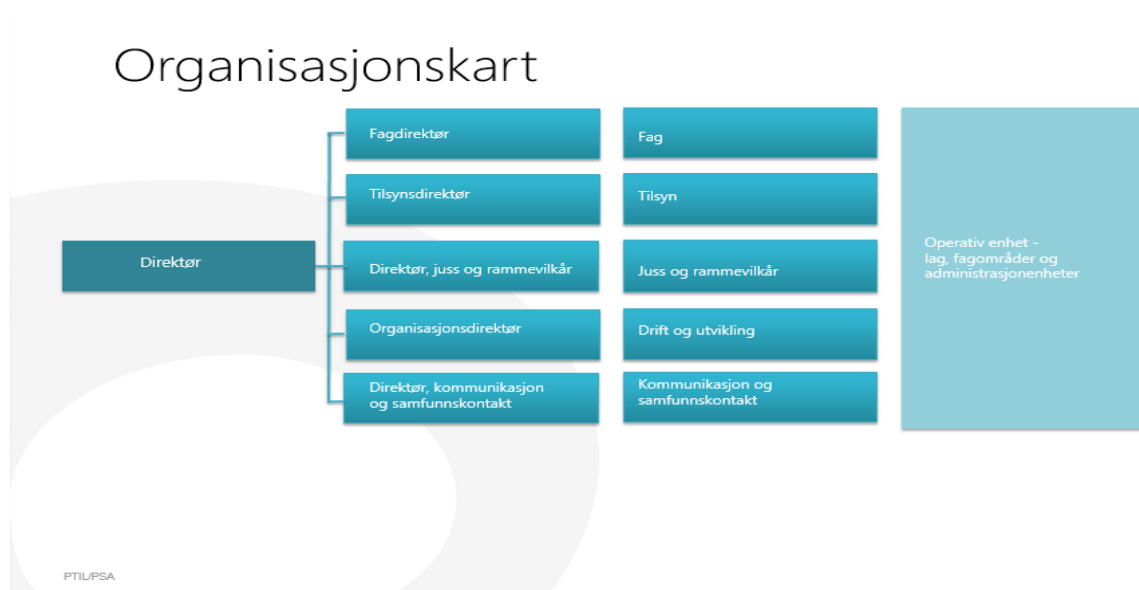 Organisasjonskart
Fagdirektør
Fag
Tilsynsdirektør
Tilsyn
Direktør
Direktør, juss og rammevilkår
Juss og rammevilkår
Operativ enhet -
lag, fagområder og
administrasjonenheter
Organisasjonsdirektør
Drift og utvikling
Direktør, kommunikasjon
og samfunnskontakt
Kommunikasjon og
samfunnskontakt
PTIL/PSA